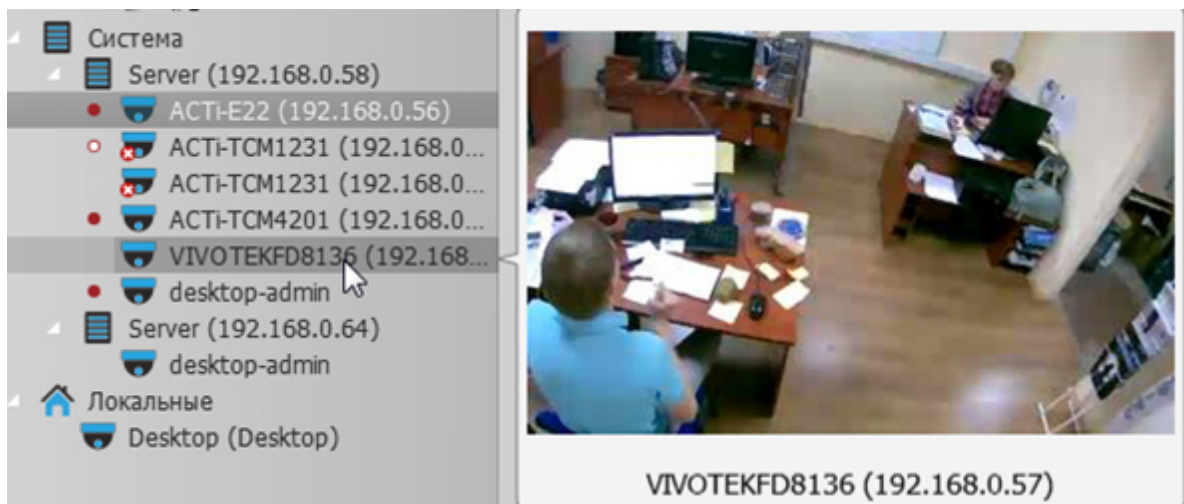 Система
Server (192.168.0.58)
ACTi-E22 (192.168.0.56)
ACTi-TCM1231 (192.168.0...
ACTi-TCM1231 (192.168.0...
ACTi-TCM4201 (192.168.0...
VIVOTEKFD8136 (192.168...
desktop-admin
Server (192.168.0.64)
desktop-admin
Локальные
Desktop (Desktop)
VIVOTEKFD8136 (192.168.0.57)